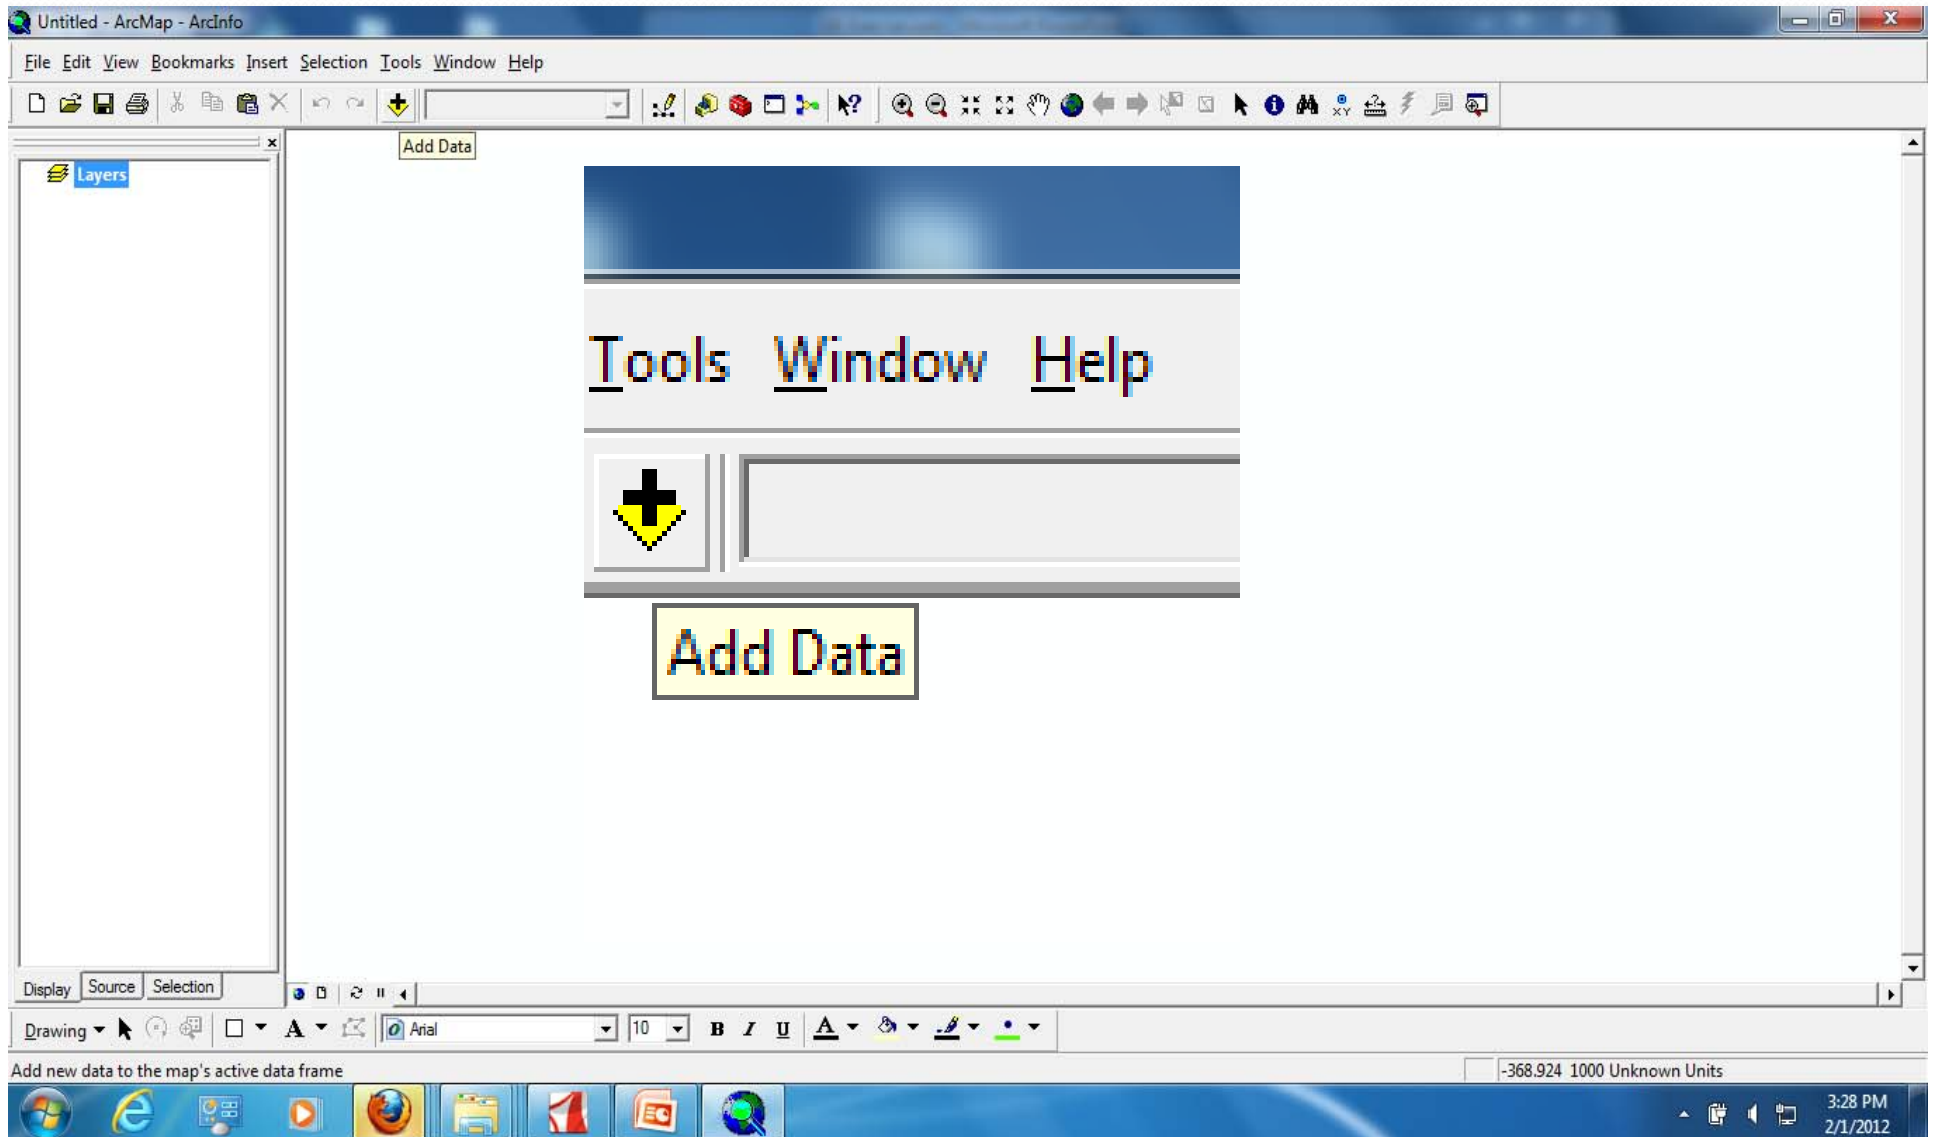 Untitled - ArcMap - ArcInfo
File Edit View Bookmarks Insert Selection Tools Window Help
Add Data
Layers
Tools Window Help
Add Data
Display Source Selection
Drawing A Arial 10 B I U A
Add new data to the map's active data frame
-368.924 1000 Unknown Units
3:28 PM
2/1/2012